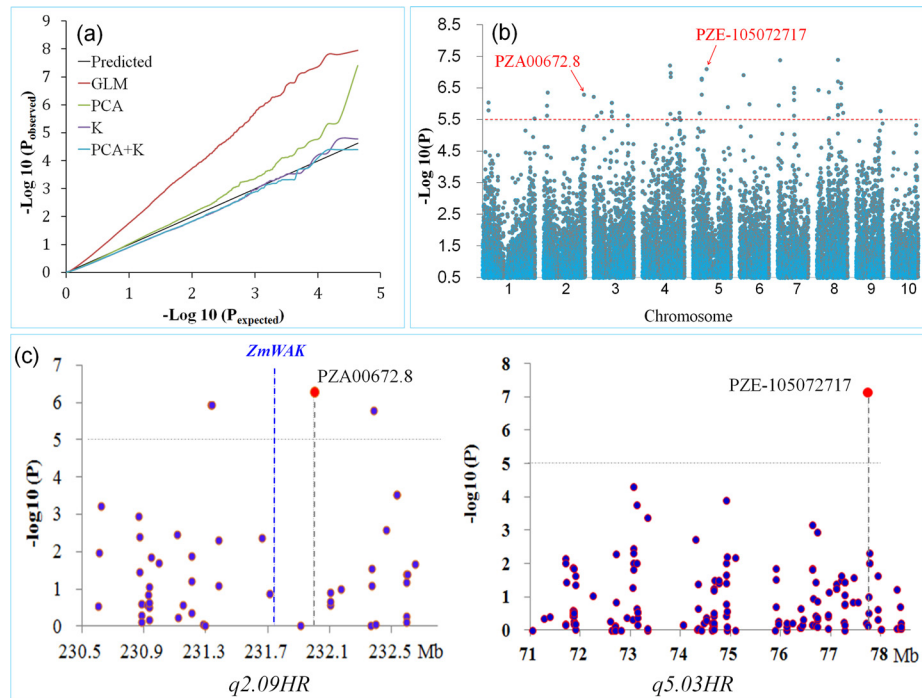 (a)
-9
-8
-7
-6
-5
-4
-3
-2
-1
0
-Log 10 (Pobserved)
Predicted
GLM
PCA
K
PCA+K
0
-1
-2
-3
-4
-5
-Log 10 (Pexpected)
(b)
PZE-105072717
PZA00672.8
8.5
7.5
6.5
5.5
4.5
3.5
2.5
1.5
0.5
-Log 10(P)
1
2
3
4
5
6
7
8
9
10
Chromosome
(c)
ZmWAK
PZA00672.8
7
6
5
4
3
2
1
0
-log10 (P)
230.5
230.9
231.3
231.7
232.1
232.5
Mb
q2.09HR
PZE-105072717
8
7
6
5
4
3
2
1
0
-log10 (P)
71
72
73
74
75
76
77
78
Mb
q5.03HR